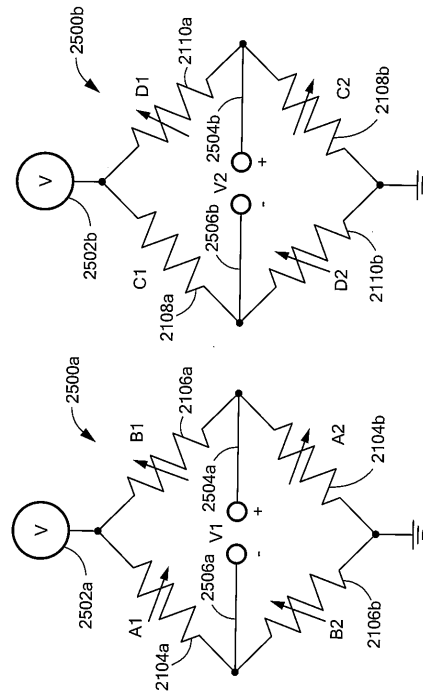 2500a
V
2502a
B1
2106a
A1
2104a
2506a
2504a
- V1 +
B2
A2
2106b
2104b
2500b
V
2502b
D1
2110a
C1
2108a
2506b
2504b
- V2 +
D2
C2
2110b
2108b